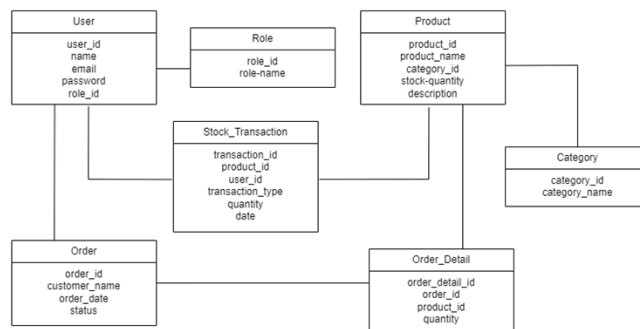 User
user_id
name
email
password
role_id
Role
role_id
role-name
Product
product_id
product_name
category_id
stock-quantity
description
Stock_Transaction
transaction_id
product_id
user_id
transaction_type
quantity
date
Category
category_id
category_name
Order
order_id
customer_name
order_date
status
Order_Detail
order_detail_id
order_id
product_id
quantity